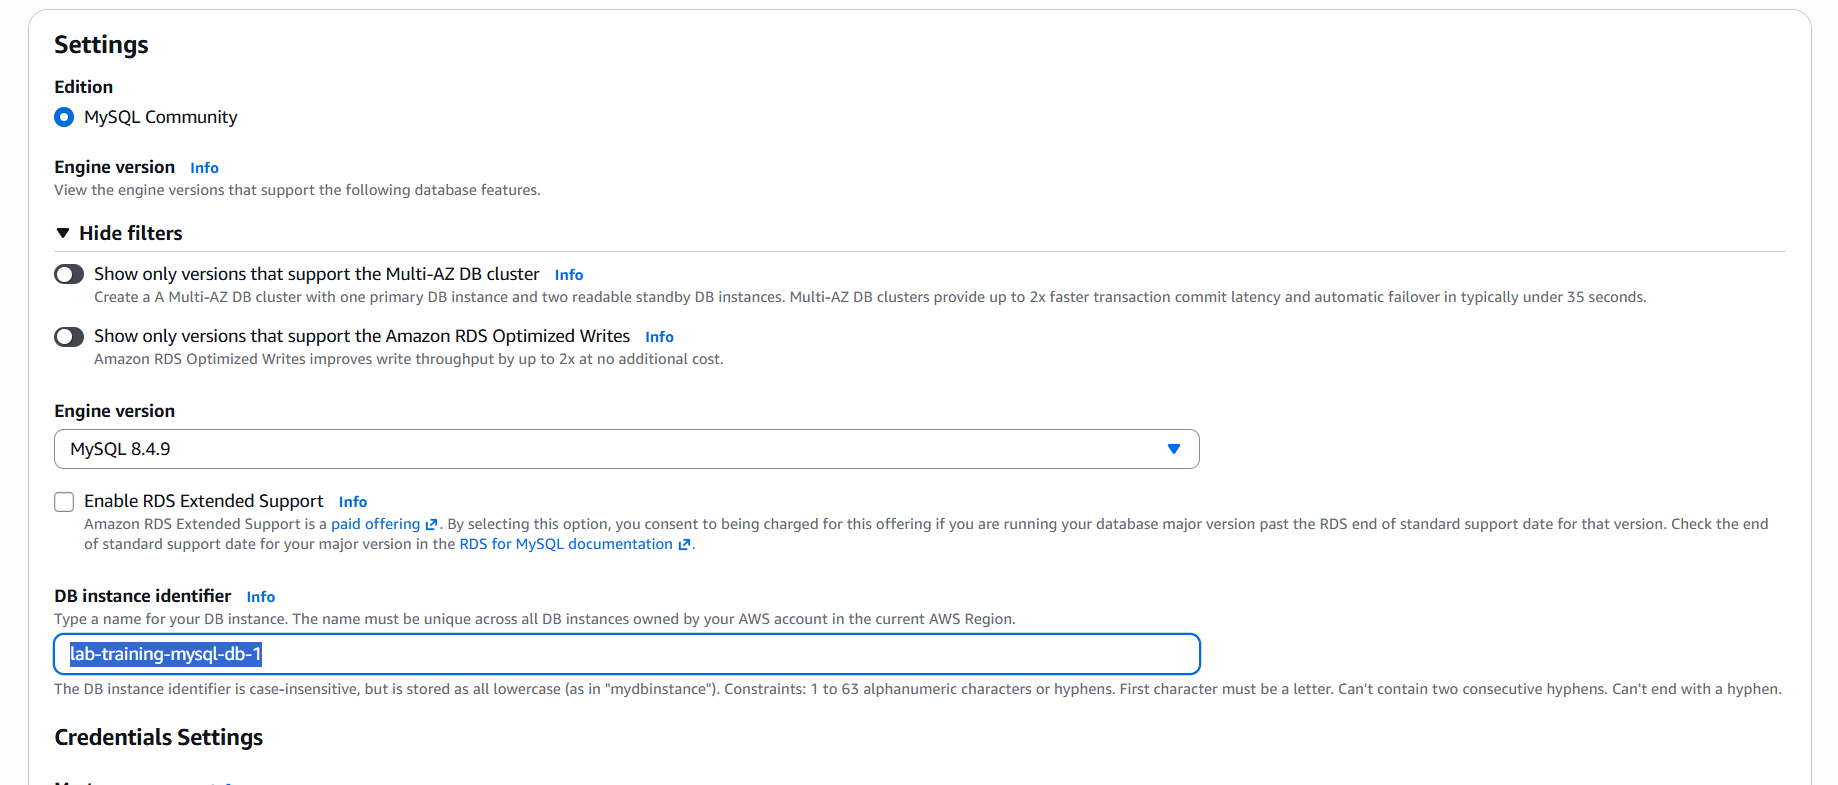 Settings
Edition
MySQL Community
Engine version Info
View the engine versions that support the following database features.
Hide filters
Show only versions that support the Multi-AZ DB cluster Info
Create a A Multi-AZ DB cluster with one primary DB instance and two readable standby DB instances. Multi-AZ DB clusters provide up to 2x faster transaction commit latency and automatic failover in typically under 35 seconds.
Show only versions that support the Amazon RDS Optimized Writes Info
Amazon RDS Optimized Writes improves write throughput by up to 2x at no additional cost.
Engine version
MySQL 8.4.9
Enable RDS Extended Support Info
Amazon RDS Extended Support is a paid offering. By selecting this option, you consent to being charged for this offering if you are running your database major version past the RDS end of standard support date for that version. Check the end
of standard support date for your major version in the RDS for MySQL documentation.
DB instance identifier Info
Type a name for your DB instance. The name must be unique across all DB instances owned by your AWS account in the current AWS Region.
lab-training-mysql-db-1
The DB instance identifier is case-insensitive, but is stored as all lowercase (as in "mydbinstance"). Constraints: 1 to 63 alphanumeric characters or hyphens. First character must be a letter. Can't contain two consecutive hyphens. Can't end with a hyphen.
Credentials Settings